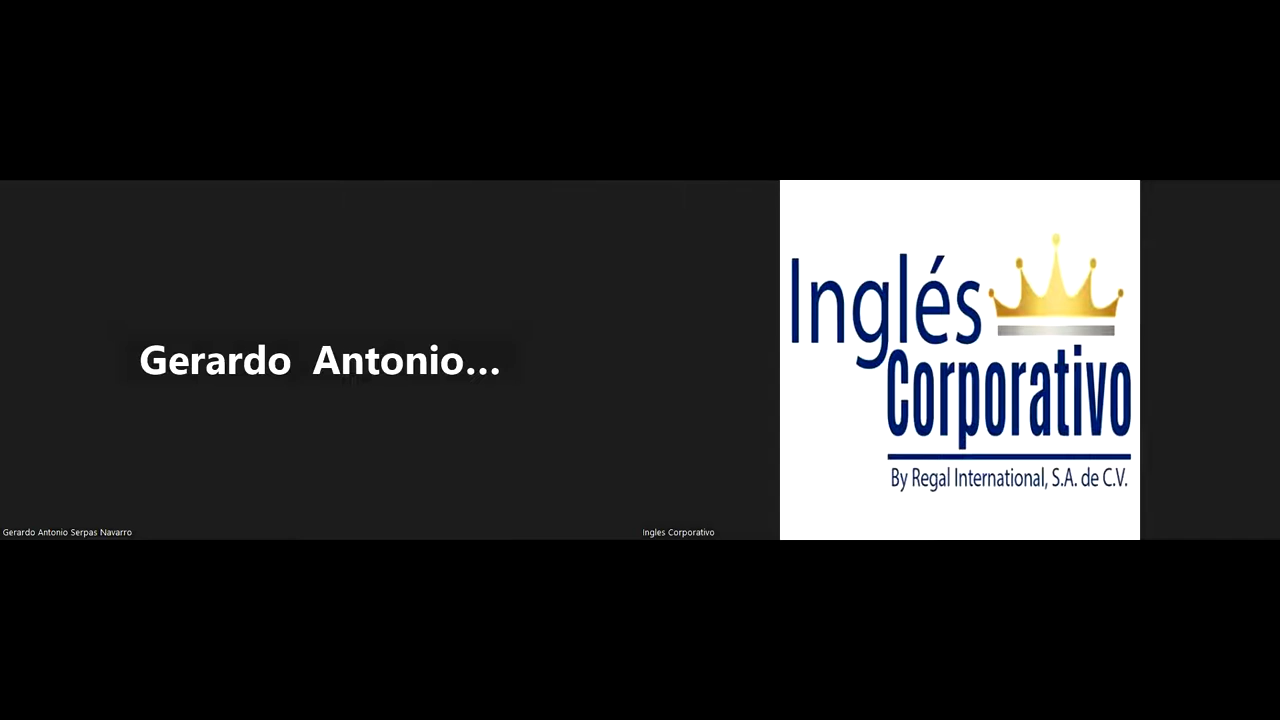 Gerardo Antonio...
Gerardo Antonio Serpas Navarro
Inglés
Corporativo
By Regal International, S.A. de C.V.
Ingles Corporativo